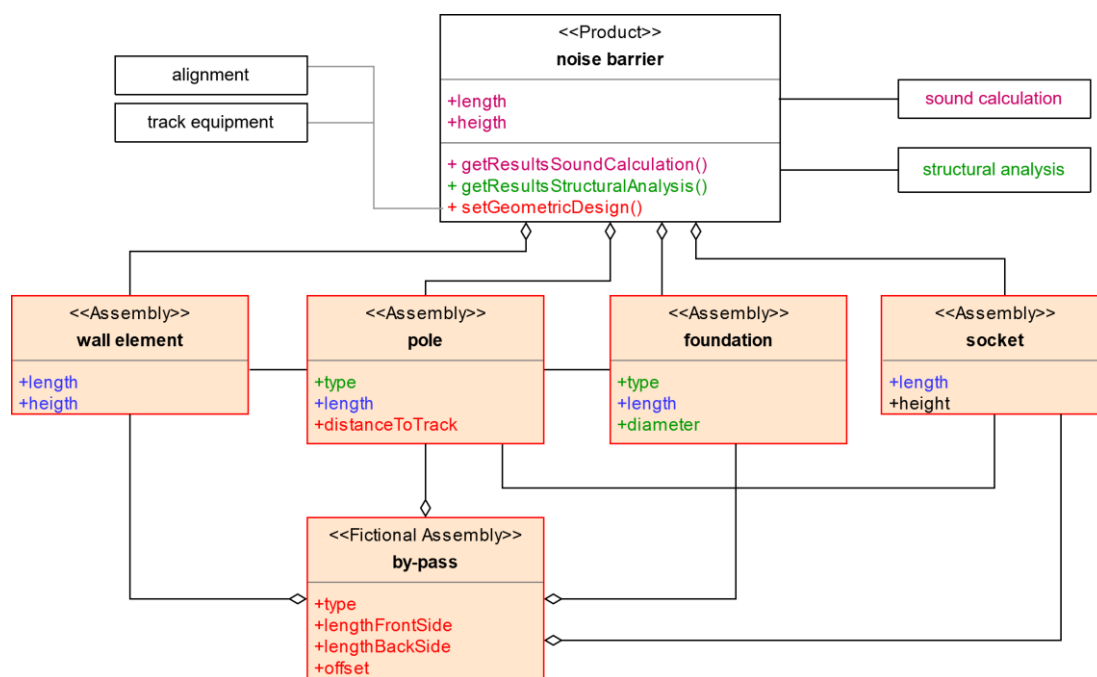 <<Product>>
noise barrier
+length
+heigth
+ getResultsSoundCalculation()
+ getResultsStructuralAnalysis()
+ setGeometricDesign()
alignment
track equipment
sound calculation
structural analysis
<<Assembly>>
wall element
+length
+heigth
<<Assembly>>
pole
+type
+length
+distanceToTrack
<<Assembly>>
foundation
+type
+length
+diameter
<<Assembly>>
socket
+length
+height
<<Fictional Assembly>>
by-pass
+type
+lengthFrontSide
+lengthBackSide
+offset